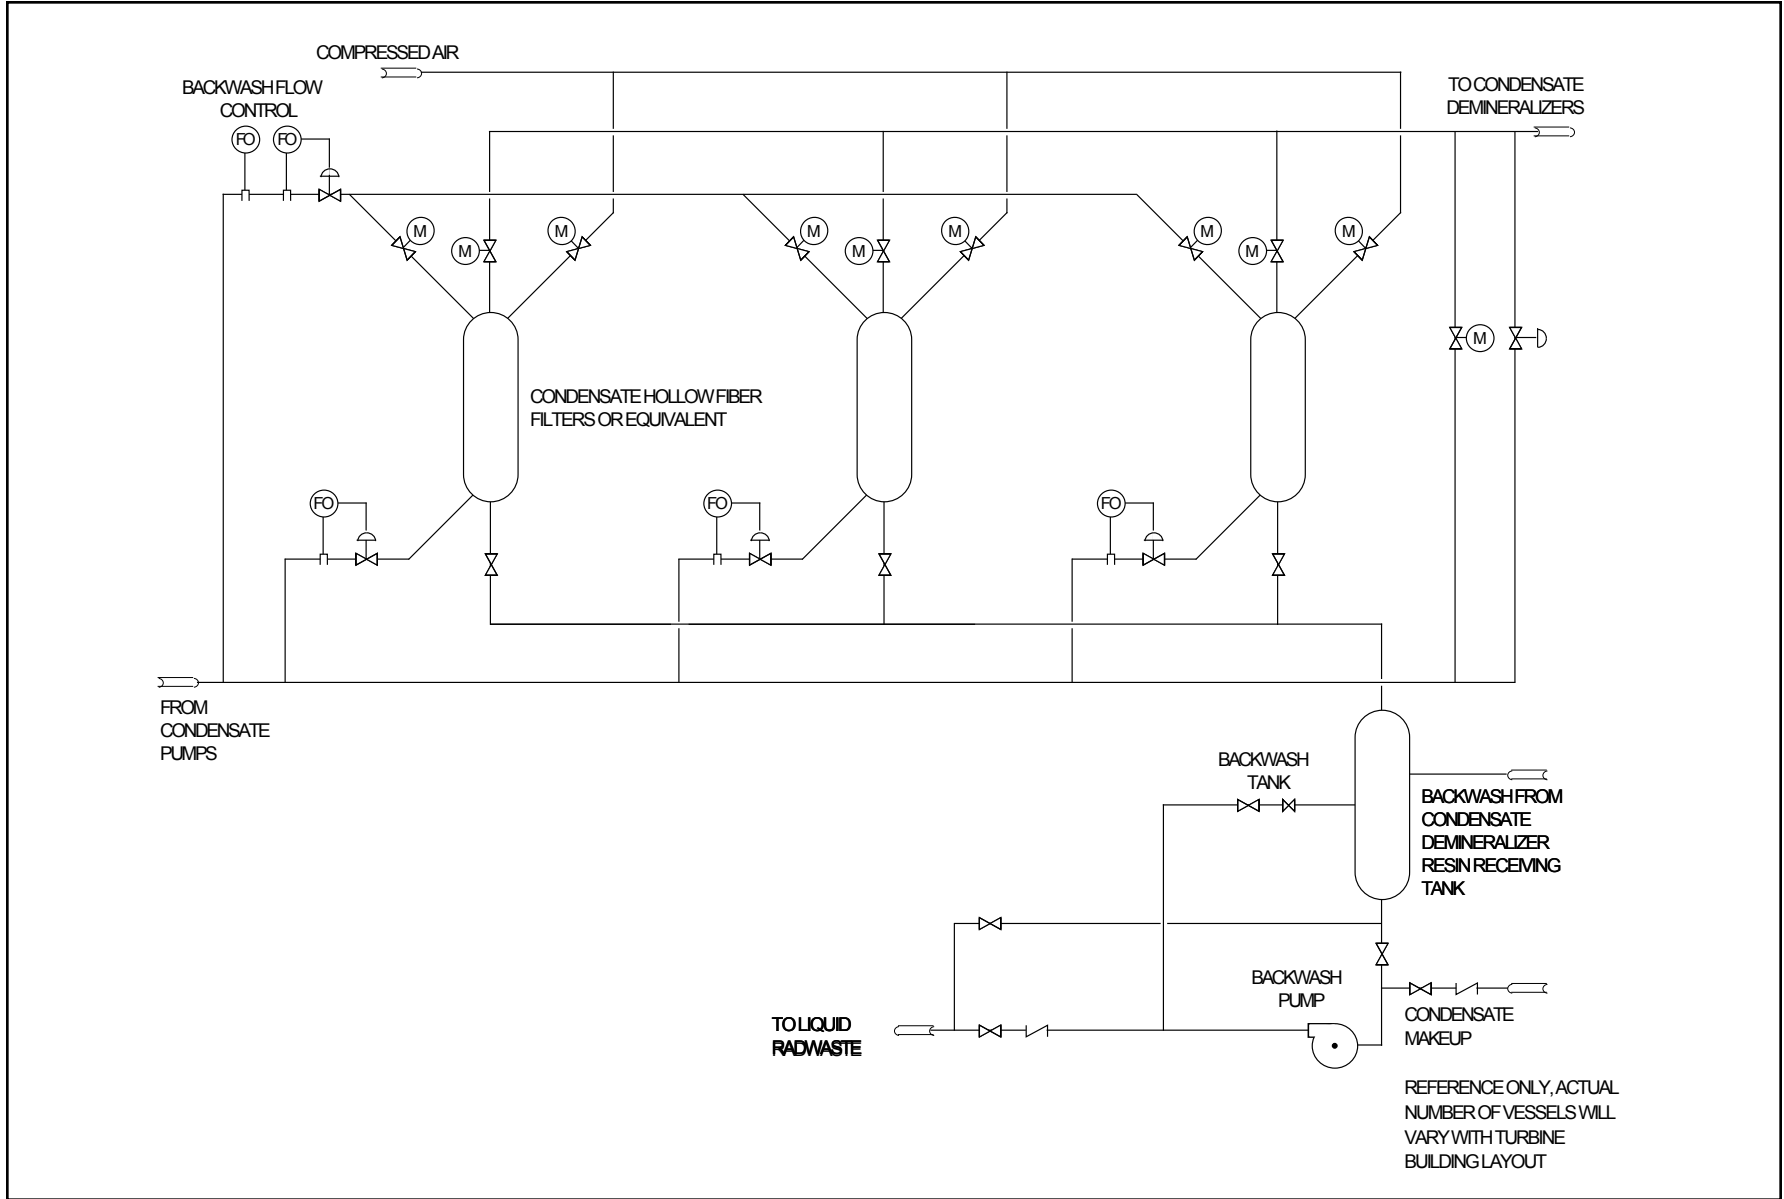 COMPRESSED AIR
BACKWASH FLOW
CONTROL
TO CONDENSATE
DEMINERALIZERS
FO
FO
M
M
M
M
M
M
M
M
M
M
CONDENSATE HOLLOW FIBER
FILTERS OR EQUIVALENT
FO
FO
FO
FROM
CONDENSATE
PUMPS
BACKWASH
TANK
BACKWASH FROM
CONDENSATE
DEMINERALIZER
RESIN RECEIVING
TANK
BACKWASH
PUMP
TO LIQUID
RADWASTE
CONDENSATE
MAKEUP
REFERENCE ONLY, ACTUAL
NUMBER OF VESSELS WILL
VARY WITH TURBINE
BUILDING LAYOUT